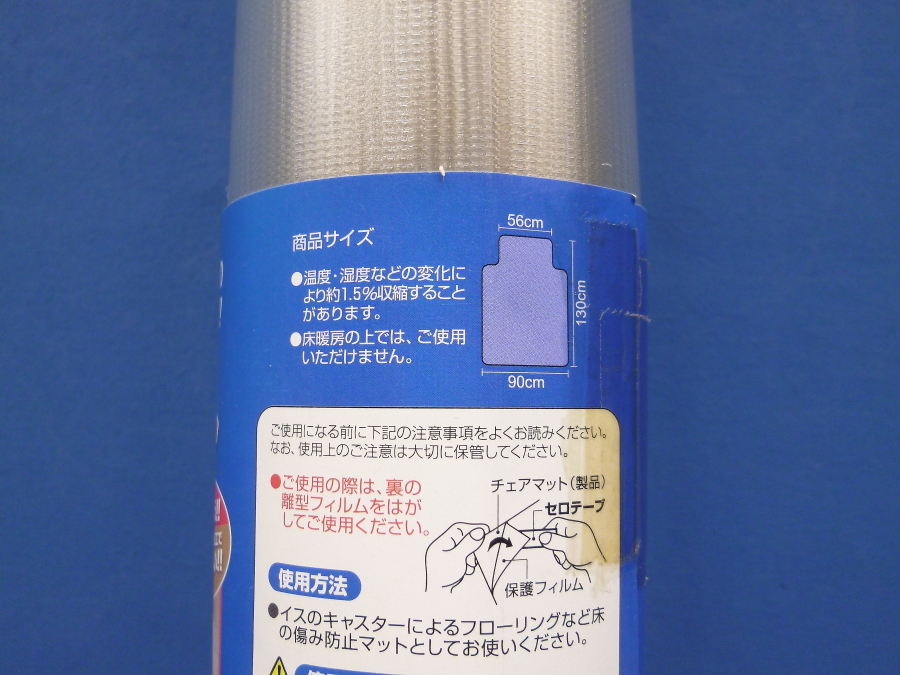 商品サイズ
●温度・湿度などの変化に
より約1.5%収縮すること
があります。
●床暖房の上では、ご使用
いただけません。
56cm
130cm
90cm
ご使用になる前に下記の注意事項をよくお読みください。
なお、使用上のご注意は大切に保管してください。
●ご使用の際は、裏の
離型フィルムをはが
してご使用ください。
チェアマット(製品)
セロテープ
保護フィルム
使用方法
●イスのキャスターによるフローリングなど床
の傷み防止マットとしてお使いください。